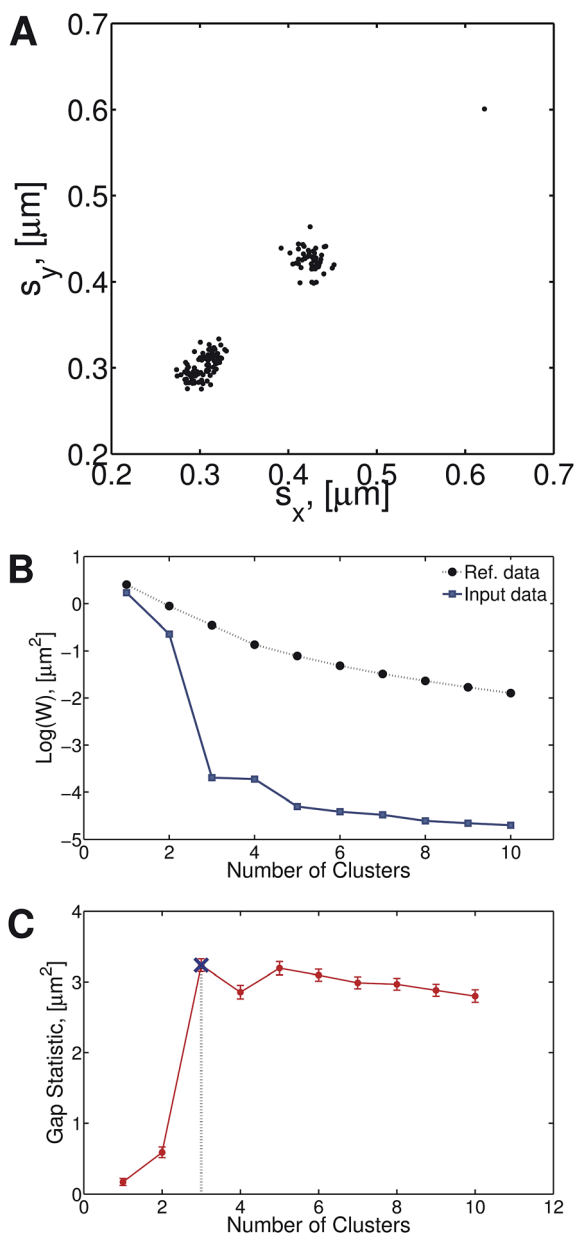 A
0.7
0.6
0.5
0.4
0.3
0.2
s_y, [μm]
0.2 0.3 0.4 0.5 0.6 0.7
s_x, [μm]
B
1
0
−1
−2
−3
−4
−5
Log(W), [μm²]
Ref. data
Input data
0 2 4 6 8 10
Number of Clusters
C
4
3
2
1
0
Gap Statistic, [μm²]
0 2 4 6 8 10 12
Number of Clusters